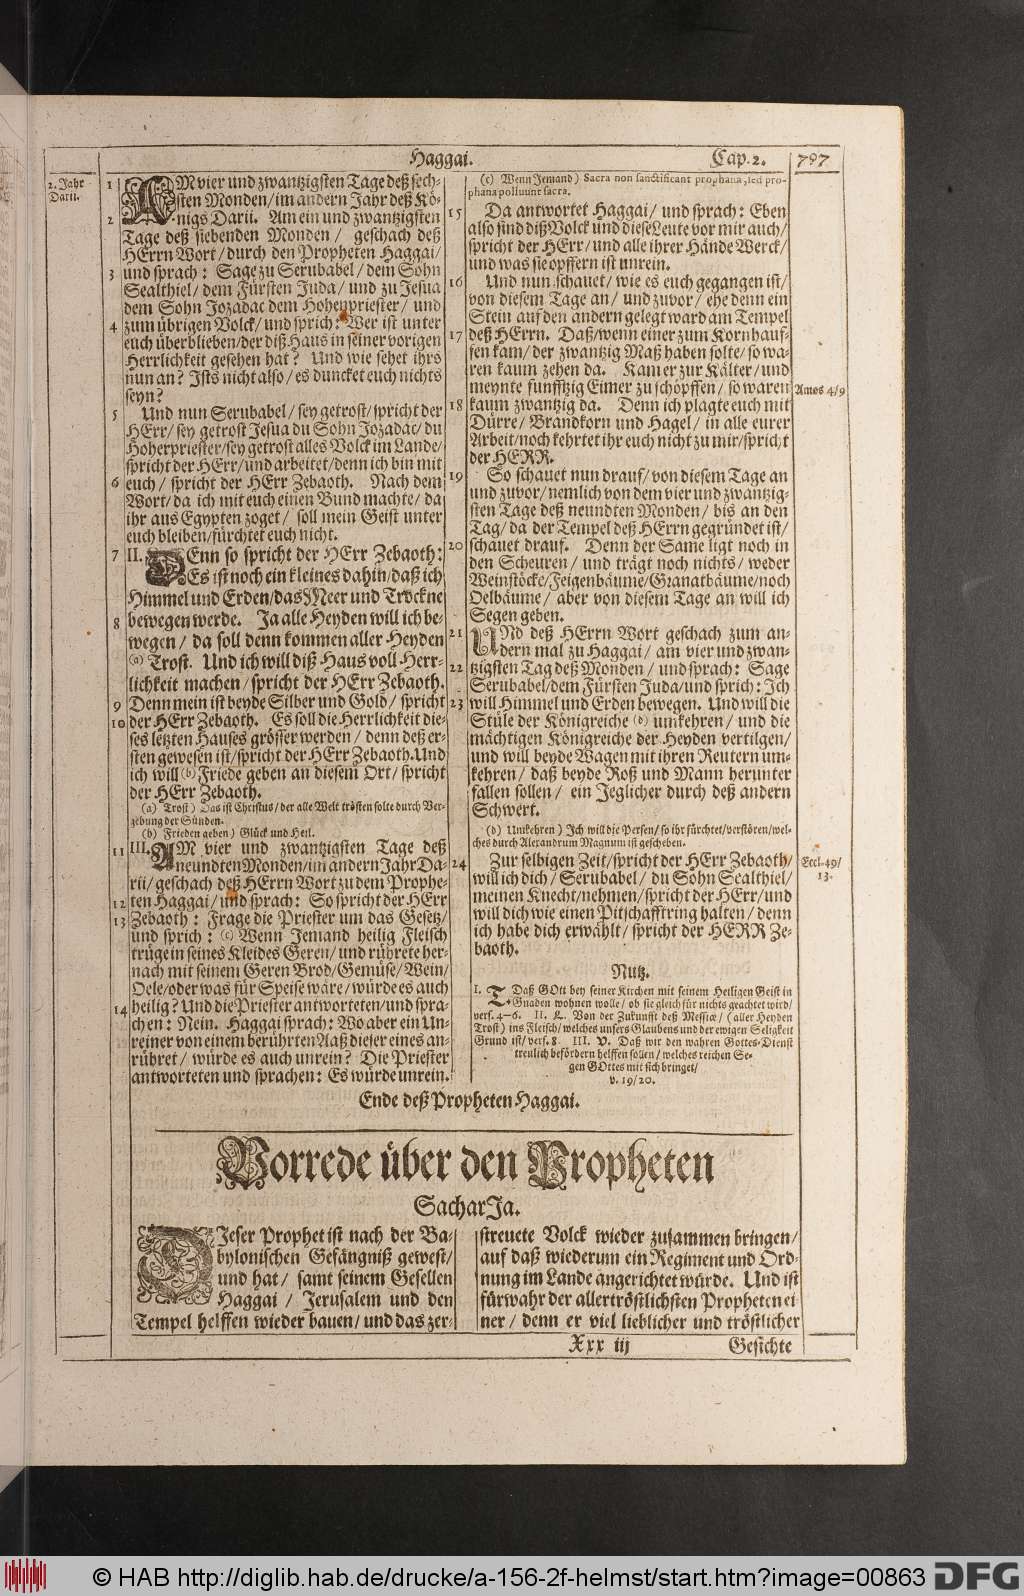 Haggai. Cap. 2. 797
2. Jahr
Darii.
1 AM vier und zwantzigsten Tage deß sech-
sten Monden/ im andern Jahr deß Kö-
2 nigs Darii. Am ein und zwantzigsten
Tage deß siebenden Monden/ geschach deß
HErrn Wort/ durch den Propheten Haggai/
3 und sprach: Sage zu Serubabel/ dem Sohn
Sealthiel/ dem Fürsten Juda/ und zu Jesua
dem Sohn Jozadac dem Hohenpriester/ und
4 zum übrigen Volck/ und sprich: Wer ist unter
euch überblieben/ der diß Haus in seiner vorigen
Herrlichkeit gesehen hat? Und wie sehet ihrs
nun an? Ists nicht also/ es duncket euch nichts
seyn?
5 Und nun Serubabel/ sey getrost/ spricht der
HErr/ sey getrost Jesua du Sohn Jozadac/ du
Hoherpriester/ sey getrost alles Volck im Lande/
spricht der HErr/ und arbeitet/ denn ich bin mit
6 euch/ spricht der HErr Zebaoth. Nach dem
Wort/ da ich mit euch einen Bund machte/ da
ihr aus Egypten zoget/ soll mein Geist unter
euch bleiben/ fürchtet euch nicht.
7 II. DEnn so spricht der HErr Zebaoth:
Es ist noch ein kleines dahin/ daß ich
Himmel und Erden/ das Meer und Trockne
8 bewegen werde. Ja alle Heyden will ich be-
wegen/ da soll denn kommen aller Heyden
(a) Trost. Und ich will diß Haus voll Herr-
lichkeit machen/ spricht der HErr Zebaoth.
9 Denn mein ist beyde Silber und Gold/ spricht
10 der HErr Zebaoth. Es soll die Herrlichkeit die-
ses letzten Hauses grösser werden/ denn deß er-
sten gewesen ist/ spricht der HErr Zebaoth. Und
ich will (b) Friede geben an diesem Ort/ spricht
der HErr Zebaoth.
(a) Trost) Das ist Christus/ der alle Welt trösten solte durch Ver-
gebung der Sünden.
(b) Frieden geben) Glück und Heil.
11 III. AM vier und zwantzigsten Tage deß
neundten Monden/ im andern Jahr Da-
rii/ geschach deß HErrn Wort zu dem Prophe-
12 ten Haggai/ und sprach: So spricht der HErr
13 Zebaoth: Frage die Priester um das Gesetz/
und sprich: (c) Wenn Jemand heilig Fleisch
trüge in seines Kleides Geren/ und rührete her-
nach mit seinem Geren Brod/ Gemüse/ Wein/
Oele/ oder was für Speise wäre/ würde es auch
14 heilig? Und die Priester antworteten/ und spra-
chen: Nein. Haggai sprach: Wo aber ein Un-
reiner von einem berührten Aaß dieser eines an-
rühret/ würde es auch unrein? Die Priester
antworteten und sprachen: Es würde unrein.
(c) Wenn Jemand) Sacra non sanctificant prophana, sed pro-
phana polluunt sacra.
15 Da antwortet Haggai/ und sprach: Eben
also sind diß Volck und diese Leute vor mir auch/
spricht der HErr/ und alle ihrer Hände Werck/
und was sie opffern ist unrein.
16 Und nun schauet/ wie es euch gegangen ist/
von diesem Tage an/ und zuvor/ ehe denn ein
Stein auf den andern gelegt ward am Tempel
17 deß HErrn. Daß/ wenn einer zum Kornhauf-
fen kam/ der zwantzig Maß haben solte/ so wa-
ren kaum zehen da. Kam er zur Kälter/ und
meynte funfftzig Eimer zu schöpffen/ so waren
18 kaum zwantzig da. Denn ich plagte euch mit
Dürre/ Brandkorn und Hagel/ in alle eurer
Arbeit/ noch kehrtet ihr euch nicht zu mir/ spricht
der HERR.
19 So schauet nun drauf/ von diesem Tage an
und zuvor/ nemlich von dem vier und zwantzig-
sten Tage deß neundten Monden/ bis an den
Tag/ da der Tempel deß HErrn gegründet ist/
20 schauet drauf. Denn der Same ligt noch in
den Scheuren/ und trägt noch nichts/ weder
Weinstöcke/ Feigenbäume/ Granatbäume/ noch
Oelbäume/ aber von diesem Tage an will ich
Segen geben.
21 UNd deß HErrn Wort geschach zum an-
dern mal zu Haggai/ am vier und zwan-
22 tzigsten Tag deß Monden/ und sprach: Sage
Serubabel/ dem Fürsten Juda/ und sprich: Ich
23 will Himmel und Erden bewegen. Und will die
Stüle der Königreiche (d) umkehren/ und die
mächtigen Königreiche der Heyden vertilgen/
und will beyde Wagen mit ihren Reutern um-
kehren/ daß beyde Roß und Mann herunter
fallen sollen/ ein Jeglicher durch deß andern
Schwert.
(d) Umkehren) Ich will die Persen/ so ihr fürchtet/ verstören/ wel-
ches durch Alexandrum Magnum ist geschehen.
24 Zur selbigen Zeit/ spricht der HErr Zebaoth/
will ich dich/ Serubabel/ du Sohn Sealthiel/
meinen Knecht/ nehmen/ spricht der HErr/ und
will dich wie einen Pitschafftring halten/ denn
ich habe dich erwählt/ spricht der HERR Ze-
baoth.
Nutz.
I. T. Daß GOtt bey seiner Kirchen mit seinem Heiligen Geist in
Gnaden wohnen wolle/ ob sie gleich für nichts geachtet wird/
vers. 4-6. II. L. Von der Zukunfft deß Messiæ/ (aller Heyden
Trost) ins Fleisch/ welches unsers Glaubens und der ewigen Seligkeit
Grund ist/ vers. 8 III. V. Daß wir den wahren Gottes-Dienst
treulich befördern helffen sollen/ welches reichen Se-
gen GOttes mit sich bringet/
v. 19/20.
Amos 4/9
Eccl. 49/
13.
Ende deß Propheten Haggai.
Vorrede über den Propheten
SacharJa.
DIeser Prophet ist nach der Ba-
bylonischen Gefängniß gewest/
und hat/ samt seinem Gesellen
Haggai/ Jerusalem und den
Tempel helffen wieder bauen/ und das zer-
streuete Volck wieder zusammen bringen/
auf daß wiederum ein Regiment und Ord-
nung im Lande angerichtet würde. Und ist
fürwahr der allertröstlichsten Propheten ei-
ner/ denn er viel lieblicher und tröstlicher
Xxx iij Gesichte
© HAB http://diglib.hab.de/drucke/a-156-2f-helmst/start.htm?image=00863 DFG